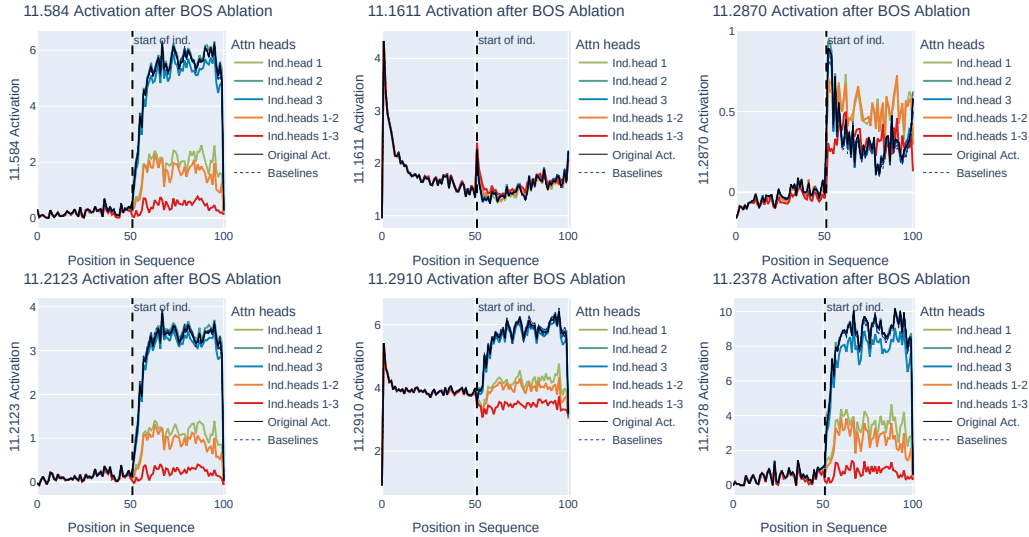 11.584 Activation after BOS Ablation
11.584 Activation
6
4
2
0
0
50
100
start of ind.
Position in Sequence
Attn heads
Ind.head 1
Ind.head 2
Ind.head 3
Ind.heads 1-2
Ind.heads 1-3
Original Act.
Baselines
11.1611 Activation after BOS Ablation
11.1611 Activation
4
3
2
1
0
50
100
start of ind.
Position in Sequence
Attn heads
Ind.head 1
Ind.head 2
Ind.head 3
Ind.heads 1-2
Ind.heads 1-3
Original Act.
Baselines
11.2870 Activation after BOS Ablation
11.2870 Activation
1
0.5
0
0
50
100
start of ind.
Position in Sequence
Attn heads
Ind.head 1
Ind.head 2
Ind.head 3
Ind.heads 1-2
Ind.heads 1-3
Original Act.
Baselines
11.2123 Activation after BOS Ablation
11.2123 Activation
4
3
2
1
0
0
50
100
start of ind.
Position in Sequence
Attn heads
Ind.head 1
Ind.head 2
Ind.head 3
Ind.heads 1-2
Ind.heads 1-3
Original Act.
Baselines
11.2910 Activation after BOS Ablation
11.2910 Activation
6
4
2
0
50
100
start of ind.
Position in Sequence
Attn heads
Ind.head 1
Ind.head 2
Ind.head 3
Ind.heads 1-2
Ind.heads 1-3
Original Act.
Baselines
11.2378 Activation after BOS Ablation
11.2378 Activation
10
8
6
4
2
0
0
50
100
start of ind.
Position in Sequence
Attn heads
Ind.head 1
Ind.head 2
Ind.head 3
Ind.heads 1-2
Ind.heads 1-3
Original Act.
Baselines